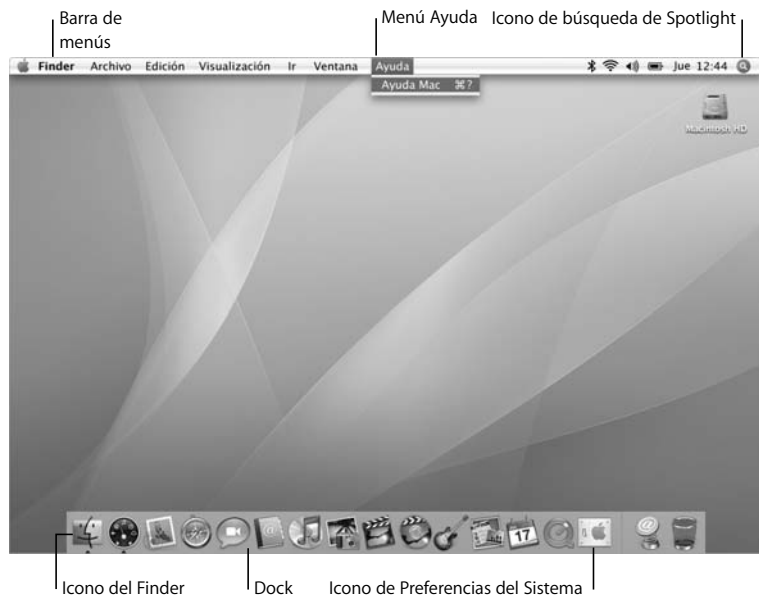 Barra de
menús
Menú Ayuda
Icono de búsqueda de Spotlight
Finder Archivo Edición Visualización Ir Ventana Ayuda Jue 12:44
Ayuda Mac ⌘?
Macintosh HD
17
Icono del Finder
Dock
Icono de Preferencias del Sistema